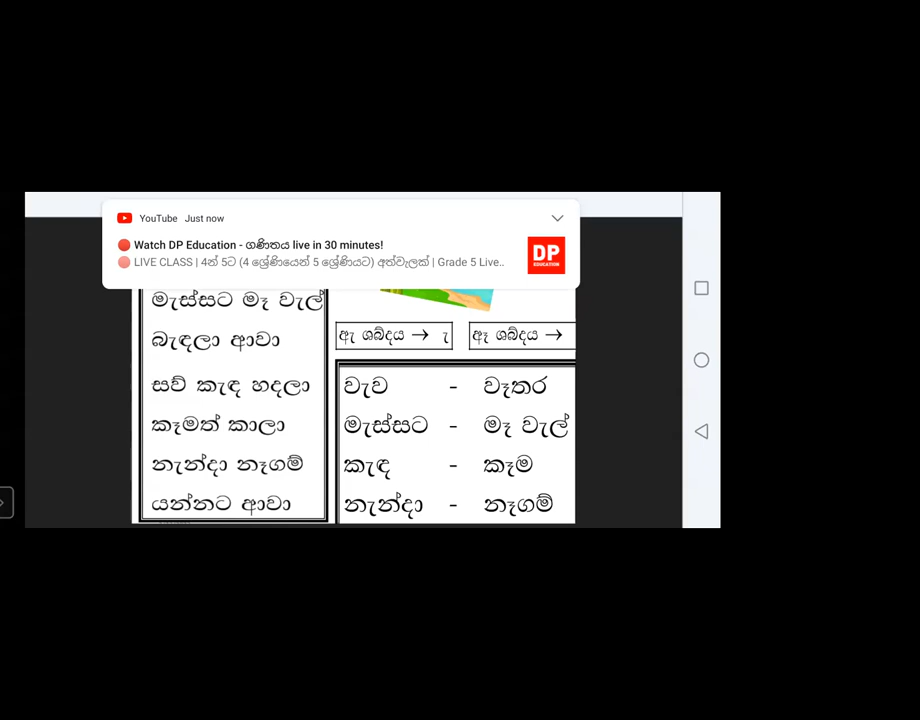 YouTube Just now
Watch DP Education - ගණිතය live in 30 minutes!
LIVE CLASS | 4න් 5ට (4 ශ්‍රේණියෙන් 5 ශ්‍රේණියට) අත්වැලක් | Grade 5 Live..
DP
EDUCATION
මැස්සට මෑ වැල්
බැඳලා ආවා
සව් කැඳ හදලා
කෑමත් කාලා
නැන්දා නෑගම්
යන්නට ආවා
ඇ ශබ්දය → ැ
ඈ ශබ්දය →
වැව - වෑතර
මැස්සට - මෑ වැල්
කැඳ - කෑම
නැන්දා - නෑගම්